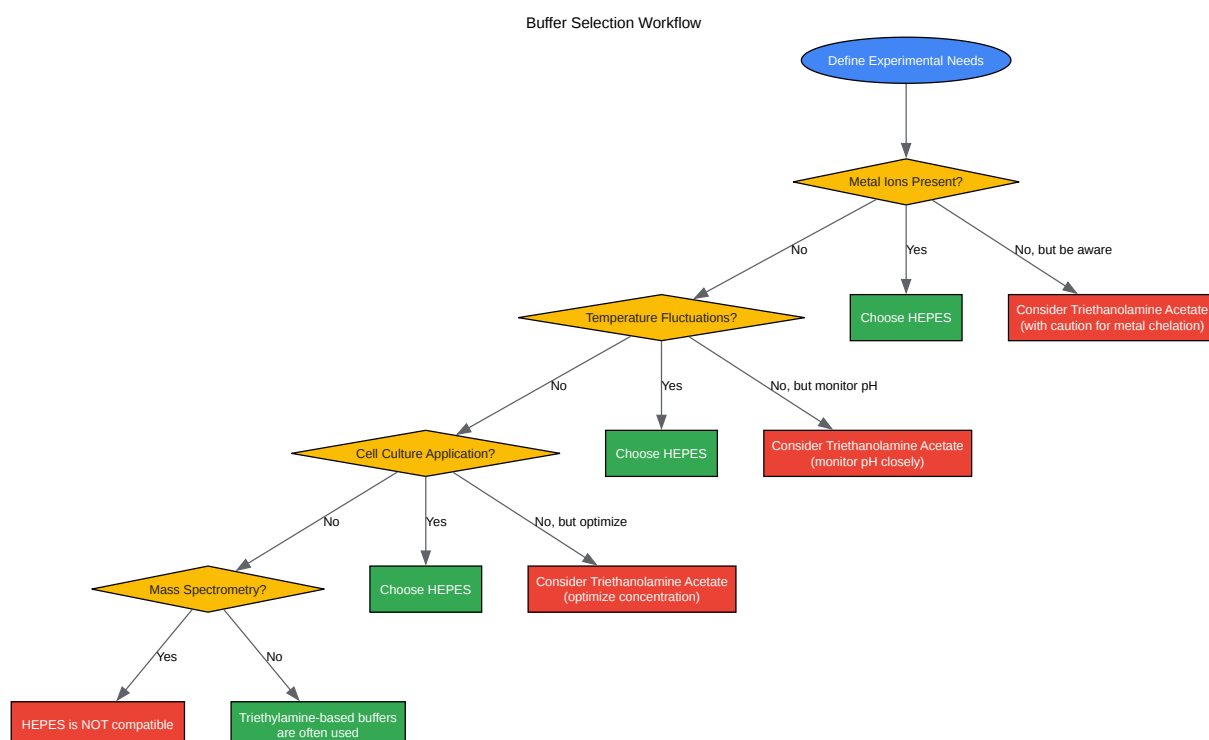 Buffer Selection Workflow
Define Experimental Needs
Metal Ions Present?
No
Yes
No, but be aware
Temperature Fluctuations?
Choose HEPES
Consider Triethanolamine Acetate
(with caution for metal chelation)
No
Yes
No, but monitor pH
Cell Culture Application?
Choose HEPES
Consider Triethanolamine Acetate
(monitor pH closely)
No
Yes
No, but optimize
Mass Spectrometry?
Choose HEPES
Consider Triethanolamine Acetate
(optimize concentration)
Yes
No
HEPES is NOT compatible
Triethylamine-based buffers
are often used